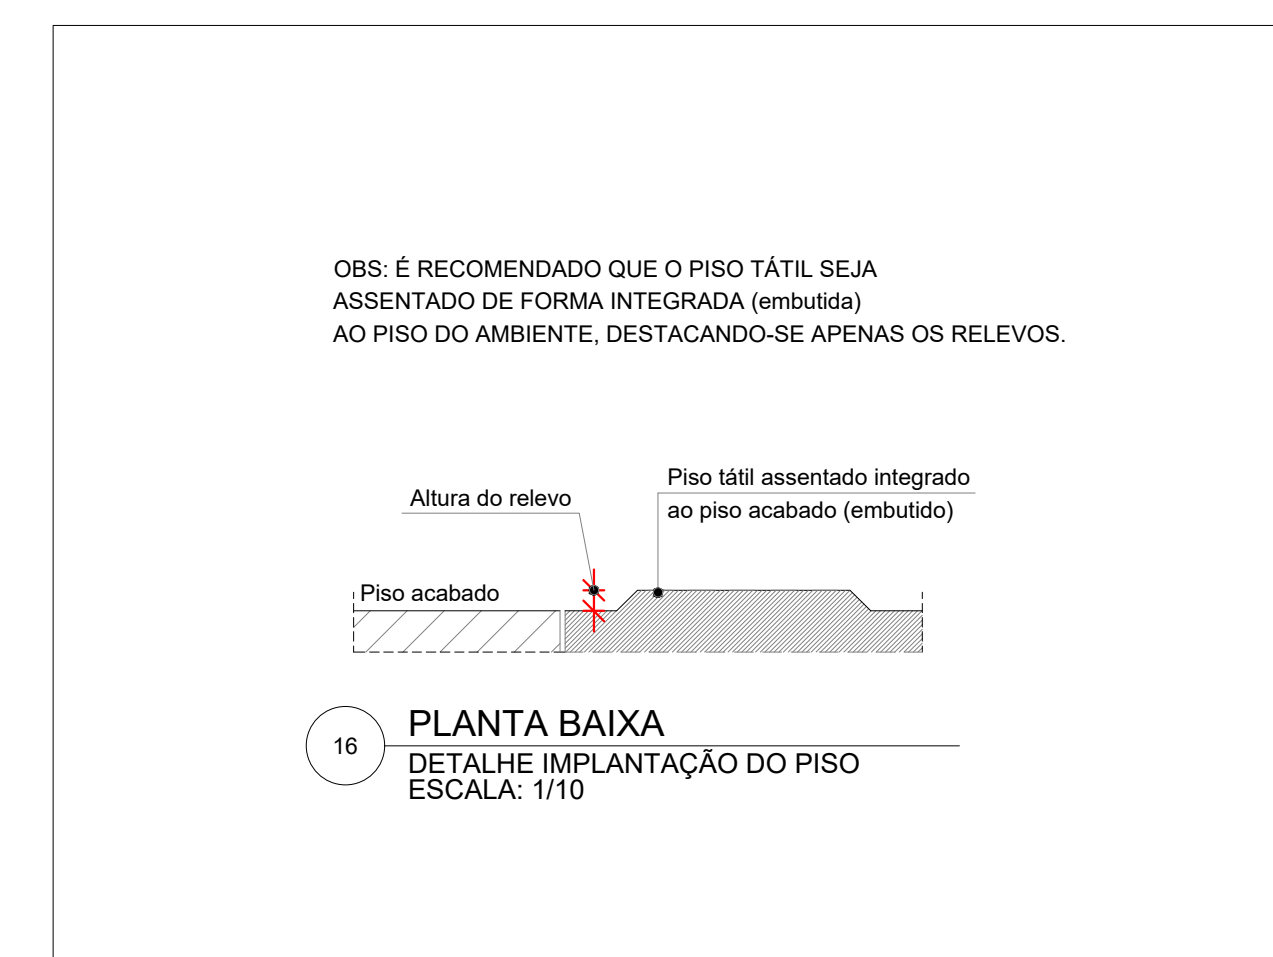 OBS: É RECOMENDADO QUE O PISO TÁTIL SEJA
ASSENTADO DE FORMA INTEGRADA (embutida)
AO PISO DO AMBIENTE, DESTACANDO-SE APENAS OS RELEVOS.
Piso tátil assentado integrado
ao piso acabado (embutido)
Altura do relevo
Piso acabado
16
PLANTA BAIXA
DETALHE IMPLANTAÇÃO DO PISO
ESCALA: 1/10